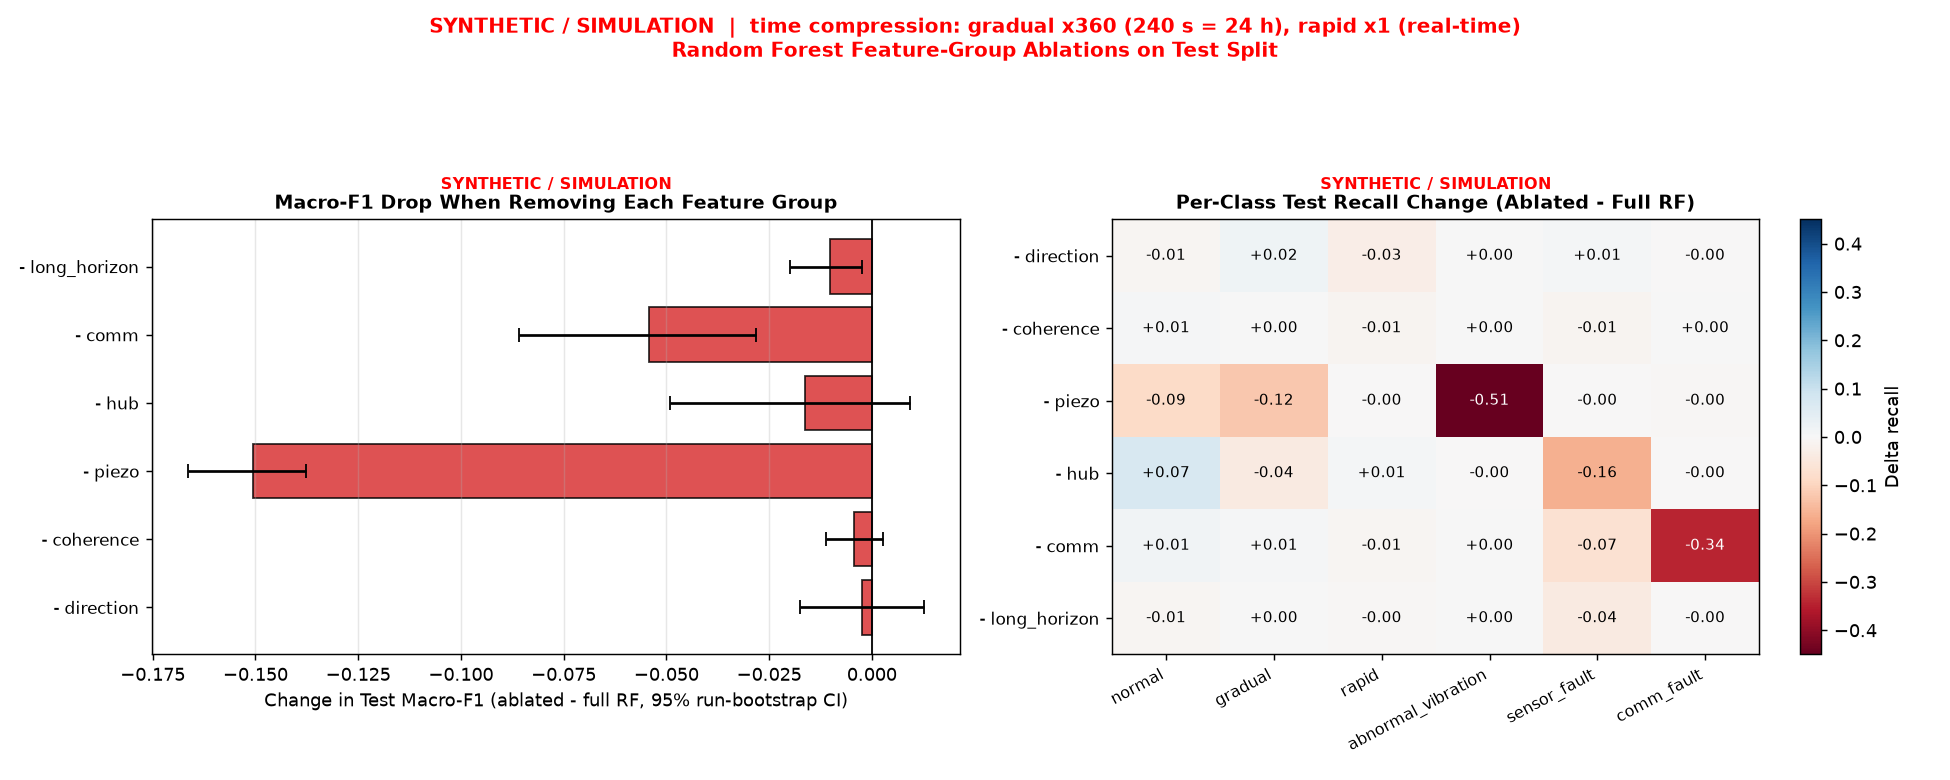 SYNTHETIC / SIMULATION | time compression: gradual x360 (240 s = 24 h), rapid x1 (real-time)
Random Forest Feature-Group Ablations on Test Split
SYNTHETIC / SIMULATION
Macro-F1 Drop When Removing Each Feature Group
- long_horizon
- comm
- hub
- piezo
- coherence
- direction
−0.175 −0.150 −0.125 −0.100 −0.075 −0.050 −0.025 0.000
Change in Test Macro-F1 (ablated - full RF, 95% run-bootstrap CI)
SYNTHETIC / SIMULATION
Per-Class Test Recall Change (Ablated - Full RF)
- direction -0.01 +0.02 -0.03 +0.00 +0.01 -0.00
- coherence +0.01 +0.00 -0.01 +0.00 -0.01 +0.00
- piezo -0.09 -0.12 -0.00 -0.51 -0.00 -0.00
- hub +0.07 -0.04 +0.01 -0.00 -0.16 -0.00
- comm +0.01 +0.01 -0.01 +0.00 -0.07 -0.34
- long_horizon -0.01 +0.00 -0.00 +0.00 -0.04 -0.00
normal gradual rapid abnormal_vibration sensor_fault comm_fault
0.4
0.3
0.2
0.1
0.0
−0.1
−0.2
−0.3
−0.4
Delta recall